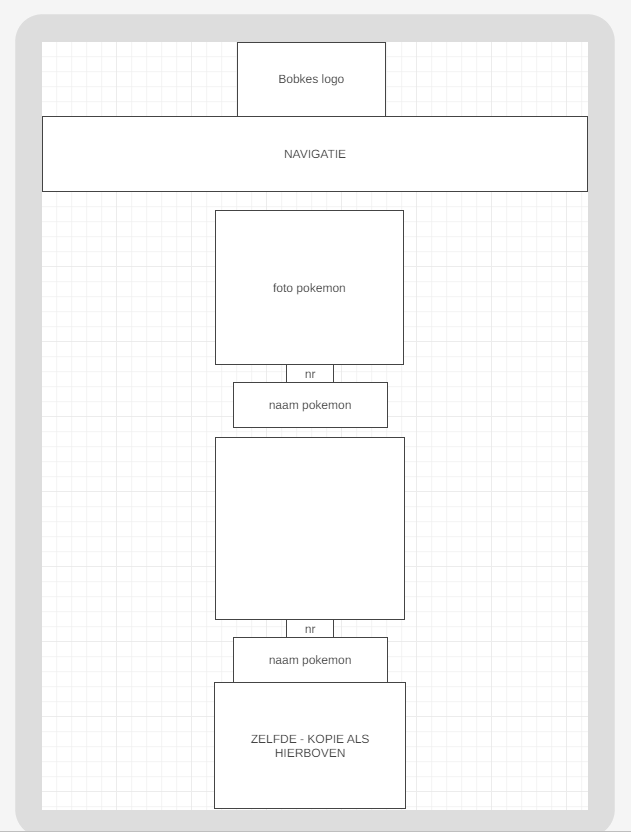 Bobkes logo
NAVIGATIE
foto pokemon
nr
naam pokemon
nr
naam pokemon
ZELFDE - KOPIE ALS
HIERBOVEN